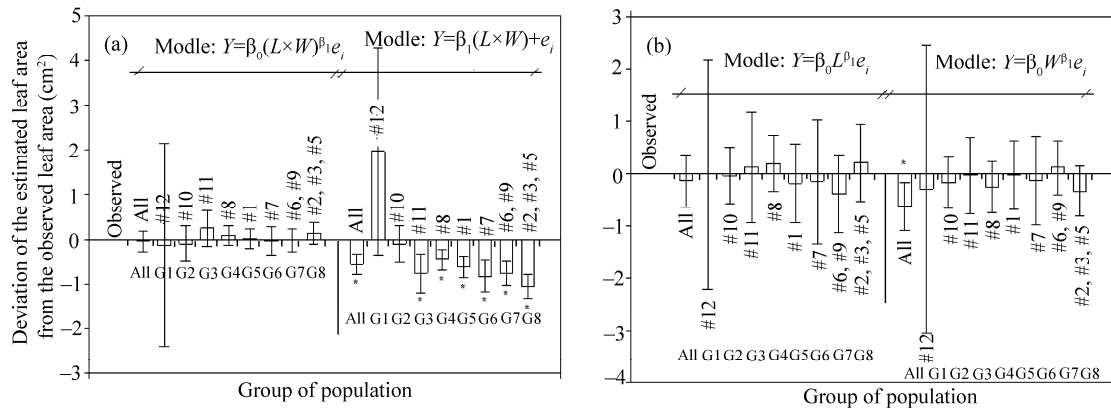 Deviation of the estimated leaf area
from the observed leaf area (cm²)
5
4
3
2
1
0
−1
−2
−3
(a)
Modle: Y=β₀(L×W)^β₁eᵢ
Modle: Y=β₁(L×W)+eᵢ
Observed
All
#12
#10
#11
#8
#1
#7
#6, #9
#2, #3, #5
All
#12
#10
#11
#8
#1
#7
#6, #9
#2, #3, #5
* * * * * * *
All G1 G2 G3 G4 G5 G6 G7 G8
All G1 G2 G3 G4 G5 G6 G7 G8
Group of population
3
2
1
0
−1
−2
−3
−4
(b)
Modle: Y=β₀L^β₁eᵢ
Modle: Y=β₀W^β₁eᵢ
Observed
All
#12
#10
#11
#8
#1
#7
#6, #9
#2, #3, #5
*
All
#12
#10
#11
#8
#1
#7
#6, #9
#2, #3, #5
All G1 G2 G3 G4 G5 G6 G7 G8
All G1 G2 G3 G4 G5 G6 G7 G8
Group of population